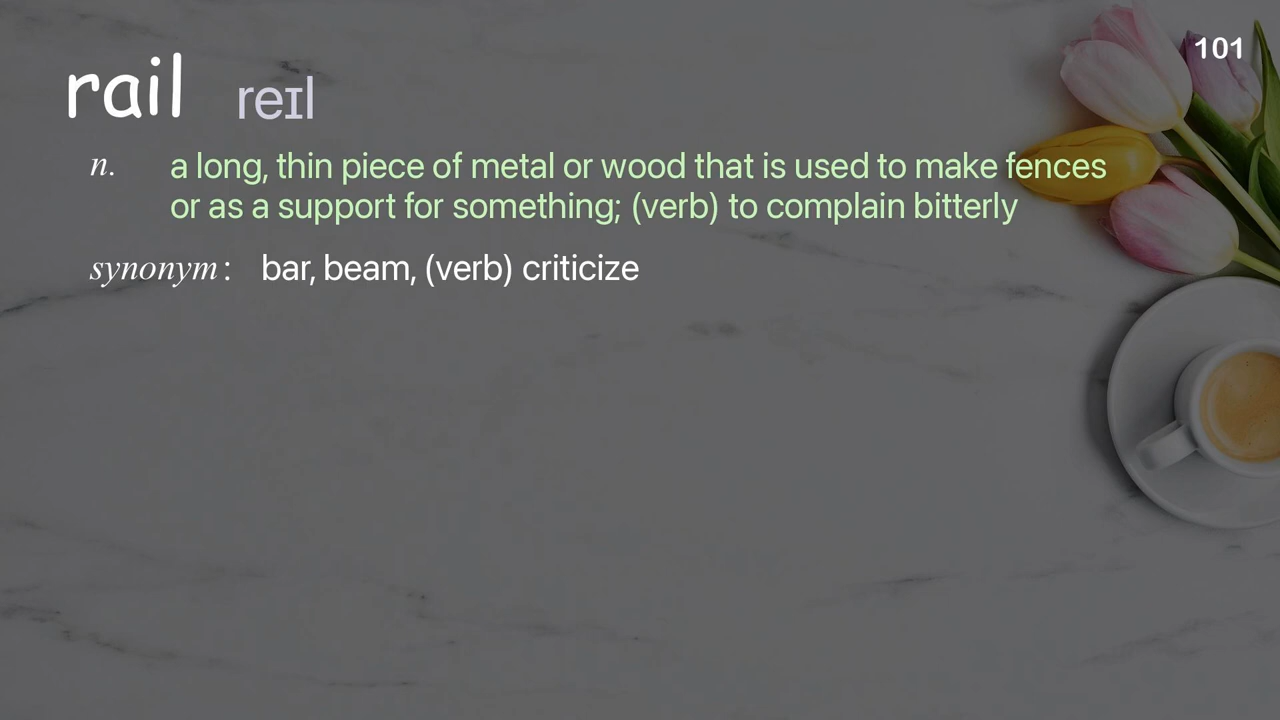 101
rail reɪl
n. a long, thin piece of metal or wood that is used to make fences
or as a support for something; (verb) to complain bitterly
synonym: bar, beam, (verb) criticize